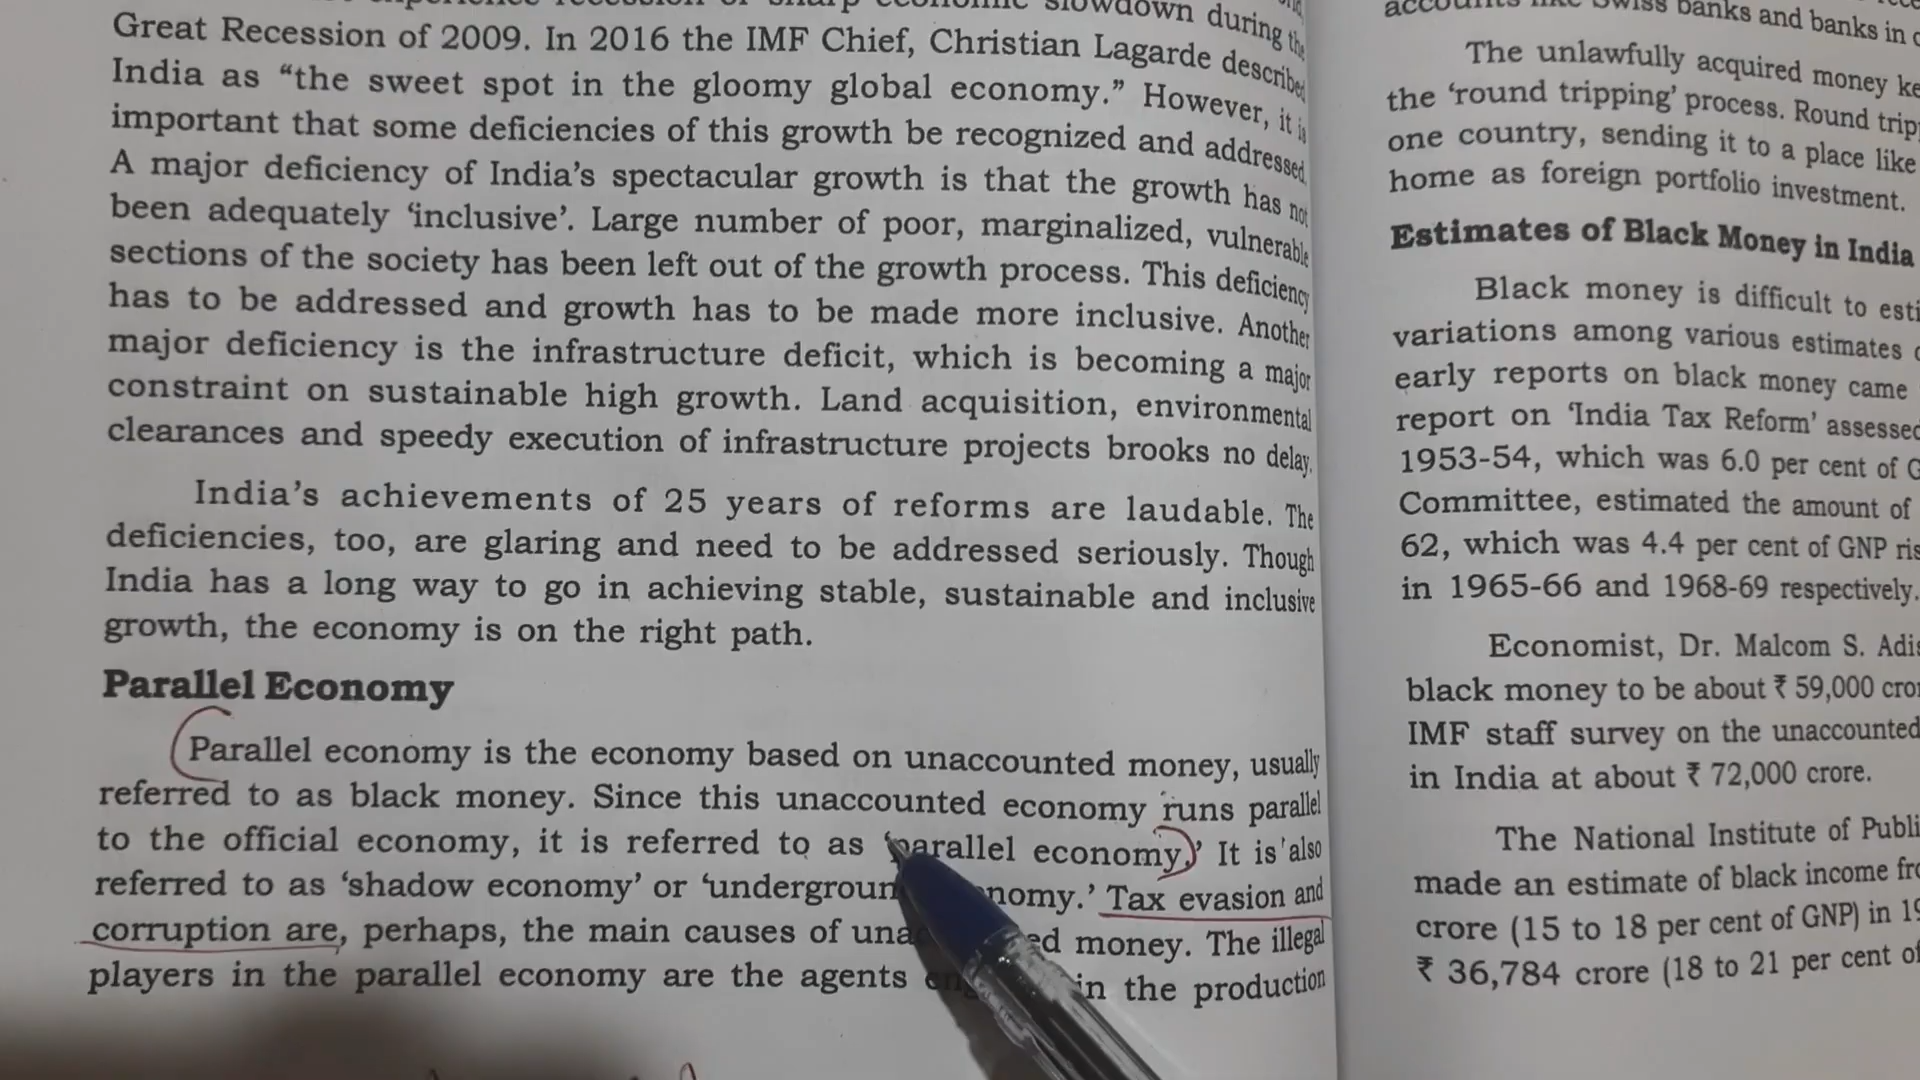 slowdown during the
Great Recession of 2009. In 2016 the IMF Chief, Christian Lagarde described
India as “the sweet spot in the gloomy global economy.” However, it is
important that some deficiencies of this growth be recognized and addressed.
A major deficiency of India’s spectacular growth is that the growth has not
been adequately ‘inclusive’. Large number of poor, marginalized, vulnerable
sections of the society has been left out of the growth process. This deficiency
has to be addressed and growth has to be made more inclusive. Another
major deficiency is the infrastructure deficit, which is becoming a major
constraint on sustainable high growth. Land acquisition, environmental
clearances and speedy execution of infrastructure projects brooks no delay.
India’s achievements of 25 years of reforms are laudable. The
deficiencies, too, are glaring and need to be addressed seriously. Though
India has a long way to go in achieving stable, sustainable and inclusive
growth, the economy is on the right path.
Parallel Economy
Parallel economy is the economy based on unaccounted money, usually
referred to as black money. Since this unaccounted economy runs parallel
to the official economy, it is referred to as ‘parallel economy.’ It is also
referred to as ‘shadow economy’ or Tax evasion and
corruption are, perhaps, the main causes of money. The illegal
players in the parallel economy are the agents in the production
banks and banks in
The unlawfully acquired money
the ‘round tripping’ process. Round
one country, sending it to a place like
home as foreign portfolio investment.
Estimates of Black Money in India
Black money is difficult to
variations among various estimates
early reports on black money came
report on ‘India Tax Reform’ assessed
1953-54, which was 6.0 per cent of
Committee, estimated the amount of
62, which was 4.4 per cent of GNP
in 1965-66 and 1968-69 respectively.
Economist, Dr. Malcom S.
black money to be about ₹ 59,000
IMF staff survey on the unaccounted
in India at about ₹ 72,000 crore.
The National Institute of
made an estimate of black income
crore (15 to 18 per cent of GNP) in
₹ 36,784 crore (18 to 21 per cent